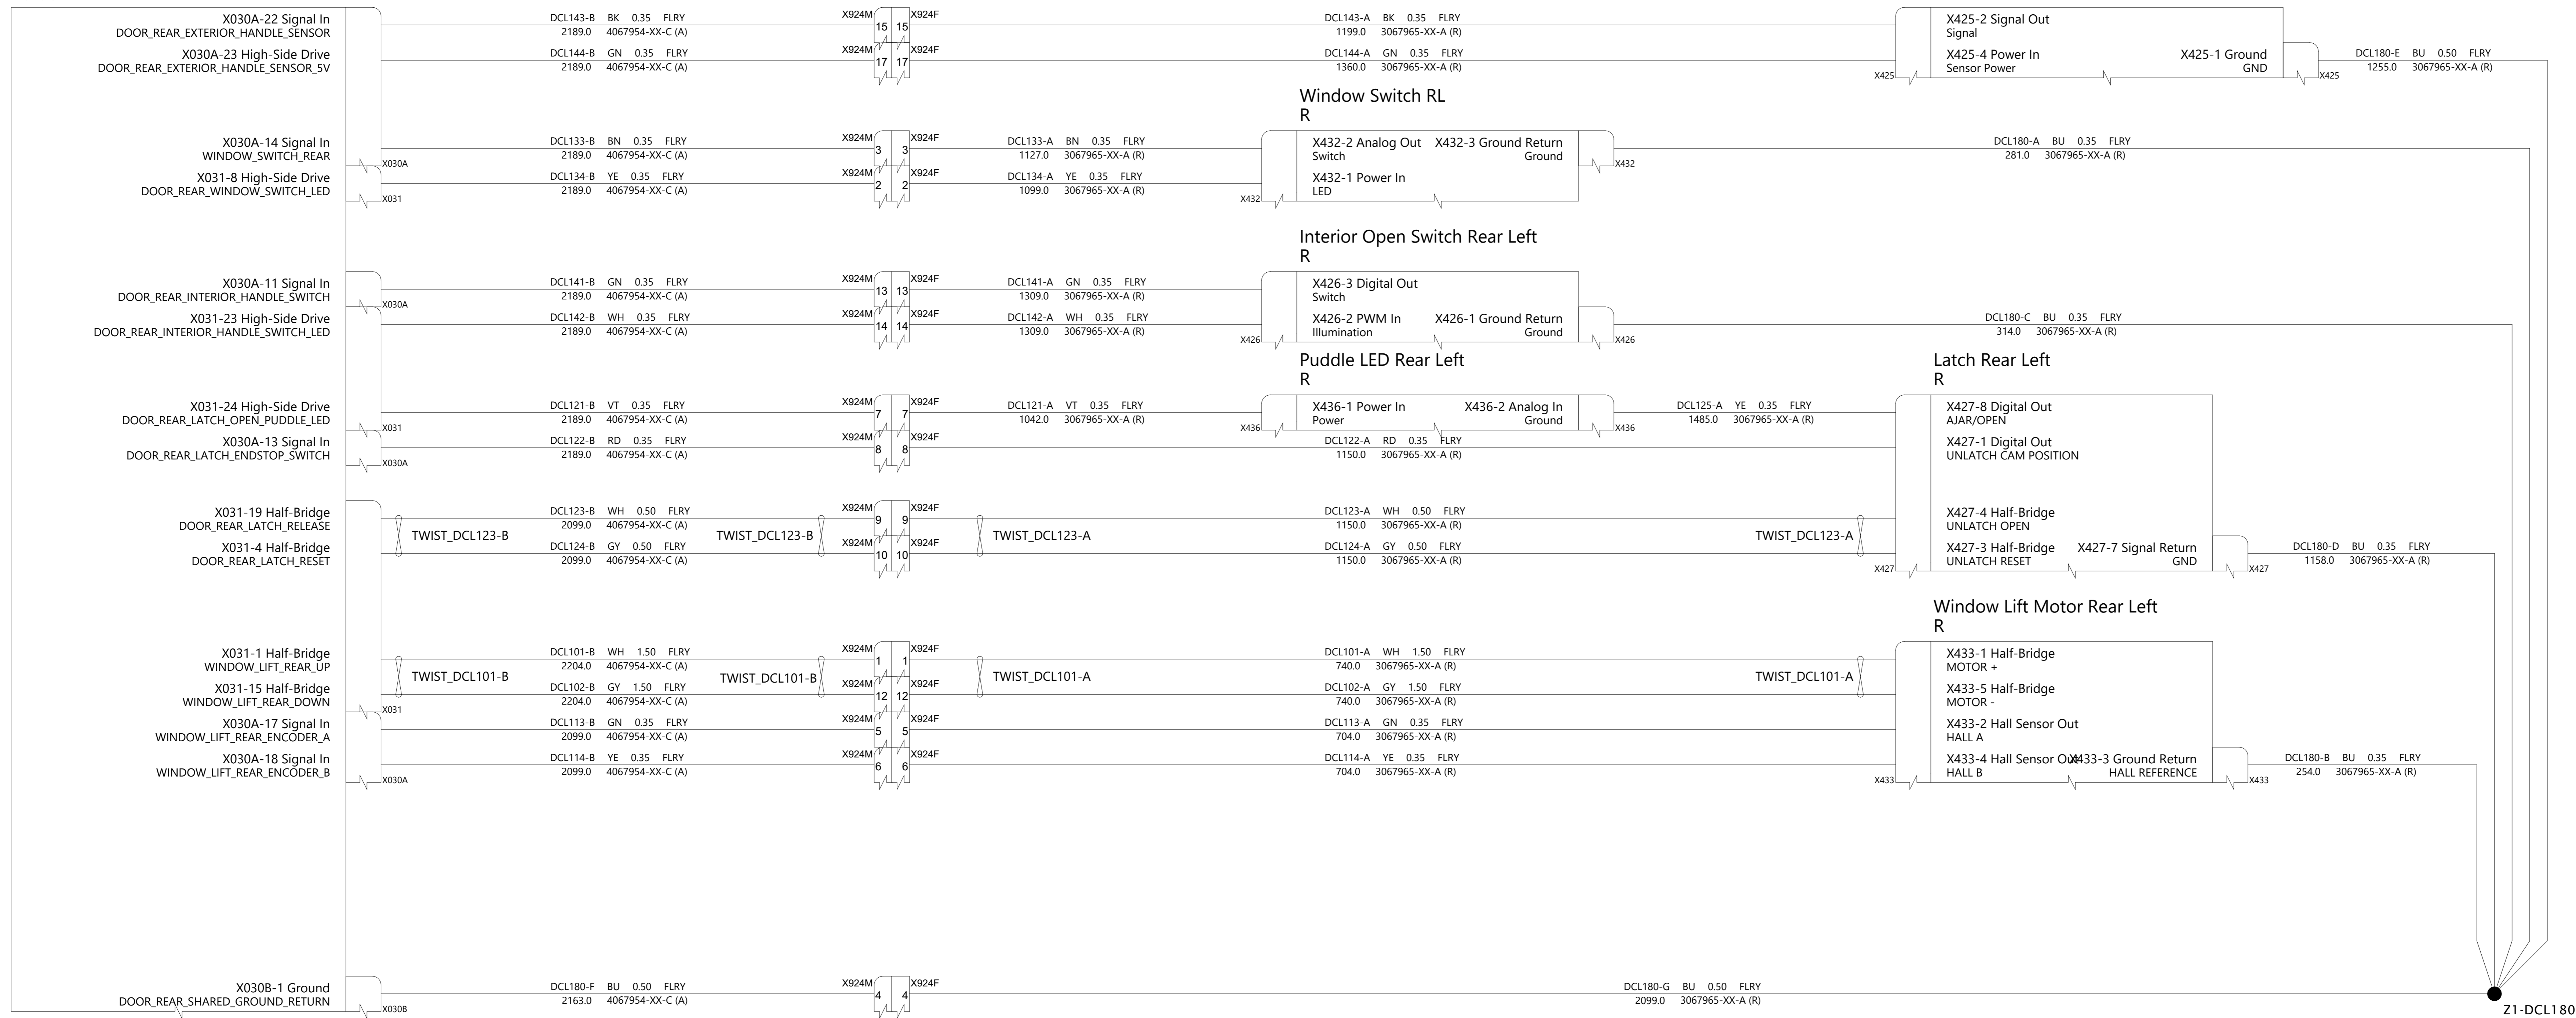 X030A-22 Signal In
DOOR_REAR_EXTERIOR_HANDLE_SENSOR
DCL143-B BK 0.35 FLRY
2189.0 4067954-XX-C (A)
X924M 15 15 X924F
DCL143-A BK 0.35 FLRY
1199.0 3067965-XX-A (R)
X425-2 Signal Out
Signal
X030A-23 High-Side Drive
DOOR_REAR_EXTERIOR_HANDLE_SENSOR_5V
DCL144-B GN 0.35 FLRY
2189.0 4067954-XX-C (A)
X924M 17 17 X924F
DCL144-A GN 0.35 FLRY
1360.0 3067965-XX-A (R)
X425
X425-4 Power In
Sensor Power
X425-1 Ground
GND
X425
DCL180-E BU 0.50 FLRY
1255.0 3067965-XX-A (R)
Window Switch RL
R
X030A-14 Signal In
WINDOW_SWITCH_REAR
X030A
DCL133-B BN 0.35 FLRY
2189.0 4067954-XX-C (A)
X924M 3 3 X924F
DCL133-A BN 0.35 FLRY
1127.0 3067965-XX-A (R)
X432-2 Analog Out
Switch
X432-3 Ground Return
Ground
X432
DCL180-A BU 0.35 FLRY
281.0 3067965-XX-A (R)
X031-8 High-Side Drive
DOOR_REAR_WINDOW_SWITCH_LED
X031
DCL134-B YE 0.35 FLRY
2189.0 4067954-XX-C (A)
X924M 2 2 X924F
DCL134-A YE 0.35 FLRY
1099.0 3067965-XX-A (R)
X432
X432-1 Power In
LED
Interior Open Switch Rear Left
R
X030A-11 Signal In
DOOR_REAR_INTERIOR_HANDLE_SWITCH
X030A
DCL141-B GN 0.35 FLRY
2189.0 4067954-XX-C (A)
X924M 13 13 X924F
DCL141-A GN 0.35 FLRY
1309.0 3067965-XX-A (R)
X426-3 Digital Out
Switch
X031-23 High-Side Drive
DOOR_REAR_INTERIOR_HANDLE_SWITCH_LED
DCL142-B WH 0.35 FLRY
2189.0 4067954-XX-C (A)
X924M 14 14 X924F
DCL142-A WH 0.35 FLRY
1309.0 3067965-XX-A (R)
X426
X426-2 PWM In
Illumination
X426-1 Ground Return
Ground
X426
DCL180-C BU 0.35 FLRY
314.0 3067965-XX-A (R)
Puddle LED Rear Left
R
Latch Rear Left
R
X031-24 High-Side Drive
DOOR_REAR_LATCH_OPEN_PUDDLE_LED
X031
DCL121-B VT 0.35 FLRY
2189.0 4067954-XX-C (A)
X924M 7 7 X924F
DCL121-A VT 0.35 FLRY
1042.0 3067965-XX-A (R)
X436
X436-1 Power In
Power
X436-2 Analog In
Ground
X436
DCL125-A YE 0.35 FLRY
1485.0 3067965-XX-A (R)
X427-8 Digital Out
AJAR/OPEN
X030A-13 Signal In
DOOR_REAR_LATCH_ENDSTOP_SWITCH
X030A
DCL122-B RD 0.35 FLRY
2189.0 4067954-XX-C (A)
X924M 8 8 X924F
DCL122-A RD 0.35 FLRY
1150.0 3067965-XX-A (R)
X427-1 Digital Out
UNLATCH CAM POSITION
X031-19 Half-Bridge
DOOR_REAR_LATCH_RELEASE
DCL123-B WH 0.50 FLRY
2099.0 4067954-XX-C (A)
X924M 9 9 X924F
DCL123-A WH 0.50 FLRY
1150.0 3067965-XX-A (R)
X427-4 Half-Bridge
UNLATCH OPEN
TWIST_DCL123-B TWIST_DCL123-B TWIST_DCL123-A TWIST_DCL123-A
X031-4 Half-Bridge
DOOR_REAR_LATCH_RESET
DCL124-B GY 0.50 FLRY
2099.0 4067954-XX-C (A)
X924M 10 10 X924F
DCL124-A GY 0.50 FLRY
1150.0 3067965-XX-A (R)
X427
X427-3 Half-Bridge
UNLATCH RESET
X427-7 Signal Return
GND
X427
DCL180-D BU 0.35 FLRY
1158.0 3067965-XX-A (R)
Window Lift Motor Rear Left
R
X031-1 Half-Bridge
WINDOW_LIFT_REAR_UP
DCL101-B WH 1.50 FLRY
2204.0 4067954-XX-C (A)
X924M 1 1 X924F
DCL101-A WH 1.50 FLRY
740.0 3067965-XX-A (R)
X433-1 Half-Bridge
MOTOR +
TWIST_DCL101-B TWIST_DCL101-B TWIST_DCL101-A TWIST_DCL101-A
X031-15 Half-Bridge
WINDOW_LIFT_REAR_DOWN
X031
DCL102-B GY 1.50 FLRY
2204.0 4067954-XX-C (A)
X924M 12 12 X924F
DCL102-A GY 1.50 FLRY
740.0 3067965-XX-A (R)
X433-5 Half-Bridge
MOTOR -
X030A-17 Signal In
WINDOW_LIFT_REAR_ENCODER_A
DCL113-B GN 0.35 FLRY
2099.0 4067954-XX-C (A)
X924M 5 5 X924F
DCL113-A GN 0.35 FLRY
704.0 3067965-XX-A (R)
X433-2 Hall Sensor Out
HALL A
X030A-18 Signal In
WINDOW_LIFT_REAR_ENCODER_B
X030A
DCL114-B YE 0.35 FLRY
2099.0 4067954-XX-C (A)
X924M 6 6 X924F
DCL114-A YE 0.35 FLRY
704.0 3067965-XX-A (R)
X433
X433-4 Hall Sensor Out
HALL B
X433-3 Ground Return
HALL REFERENCE
X433
DCL180-B BU 0.35 FLRY
254.0 3067965-XX-A (R)
X030B-1 Ground
DOOR_REAR_SHARED_GROUND_RETURN
X030B
DCL180-F BU 0.50 FLRY
2163.0 4067954-XX-C (A)
X924M 4 4 X924F
DCL180-G BU 0.50 FLRY
2099.0 3067965-XX-A (R)
Z1-DCL180